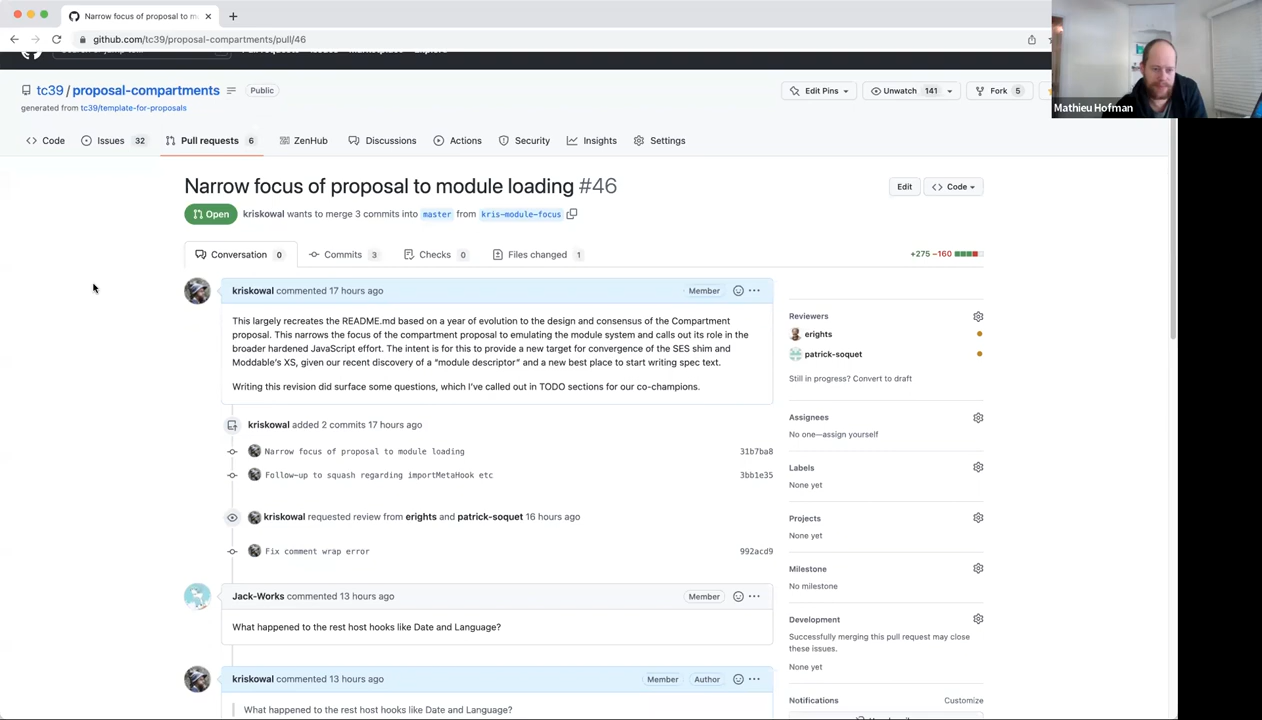 Narrow focus of proposal to m
github.com/tc39/proposal-compartments/pull/46
Mathieu Hofman
tc39 / proposal-compartments Public
Edit Pins Unwatch 141 Fork 5
generated from tc39/template-for-proposals
Code Issues 32 Pull requests 6 ZenHub Discussions Actions Security Insights Settings
Narrow focus of proposal to module loading #46
Edit Code
Open kriskowal wants to merge 3 commits into master from kris-module-focus
Conversation 0 Commits 3 Checks 0 Files changed 1
+275 −160
kriskowal commented 17 hours ago Member
This largely recreates the README.md based on a year of evolution to the design and consensus of the Compartment
proposal. This narrows the focus of the compartment proposal to emulating the module system and calls out its role in the
broader hardened JavaScript effort. The intent is for this to provide a new target for convergence of the SES shim and
Moddable's XS, given our recent discovery of a “module descriptor” and a new best place to start writing spec text.
Writing this revision did surface some questions, which I've called out in TODO sections for our co-champions.
kriskowal added 2 commits 17 hours ago
Narrow focus of proposal to module loading 31b7ba8
Follow-up to squash regarding importMetaHook etc 3bb1e35
kriskowal requested review from erights and patrick-soquet 16 hours ago
Fix comment wrap error 992acd9
Jack-Works commented 13 hours ago Member
What happened to the rest host hooks like Date and Language?
kriskowal commented 13 hours ago Member Author
What happened to the rest host hooks like Date and Language?
Reviewers
erights
patrick-soquet
Still in progress? Convert to draft
Assignees
No one—assign yourself
Labels
None yet
Projects
None yet
Milestone
No milestone
Development
Successfully merging this pull request may close
these issues.
None yet
Notifications Customize